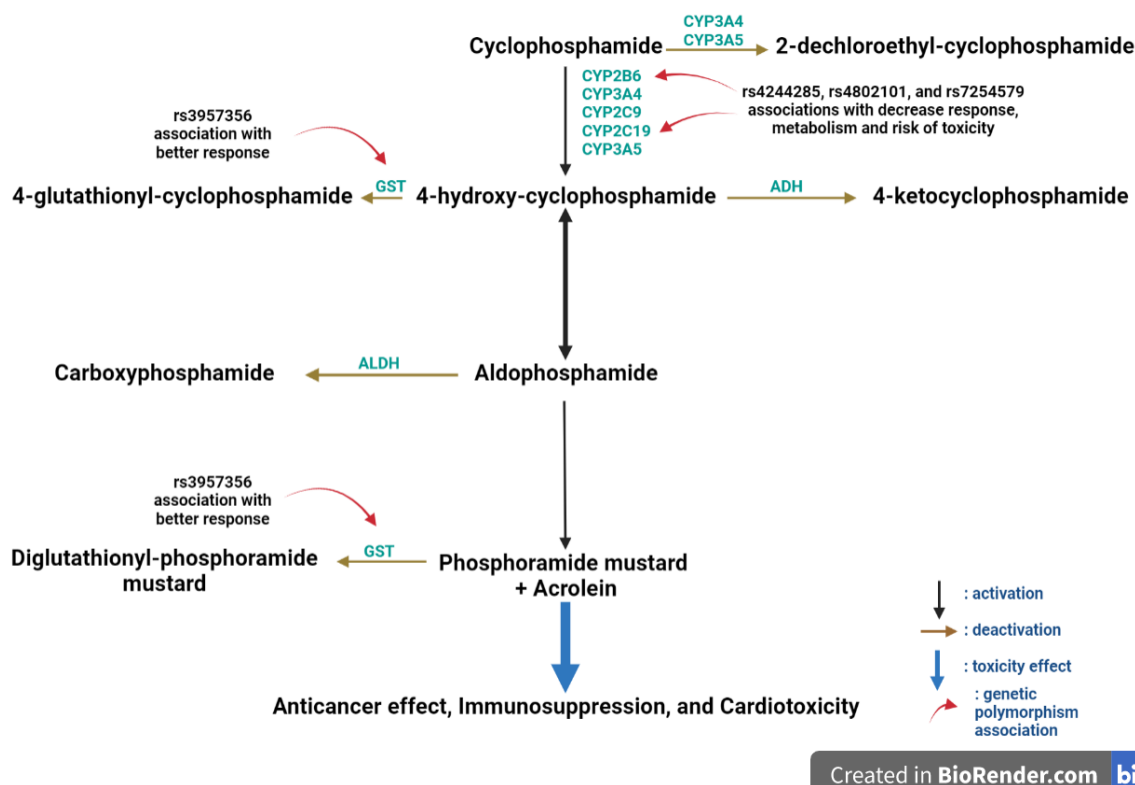 CYP3A4
CYP3A5
Cyclophosphamide
2-dechloroethyl-cyclophosphamide
CYP2B6
CYP3A4
CYP2C9
CYP2C19
CYP3A5
rs4244285, rs4802101, and rs7254579
associations with decrease response,
metabolism and risk of toxicity
rs3957356
association with
better response
4-glutathionyl-cyclophosphamide
GST
4-hydroxy-cyclophosphamide
ADH
4-ketocyclophosphamide
Carboxyphosphamide
ALDH
Aldophosphamide
rs3957356
association with
better response
Diglutathionyl-phosphoramide
mustard
GST
Phosphoramide mustard
+ Acrolein
Anticancer effect, Immunosuppression, and Cardiotoxicity
: activation
: deactivation
: toxicity effect
: genetic
polymorphism
association
Created in BioRender.com
bi